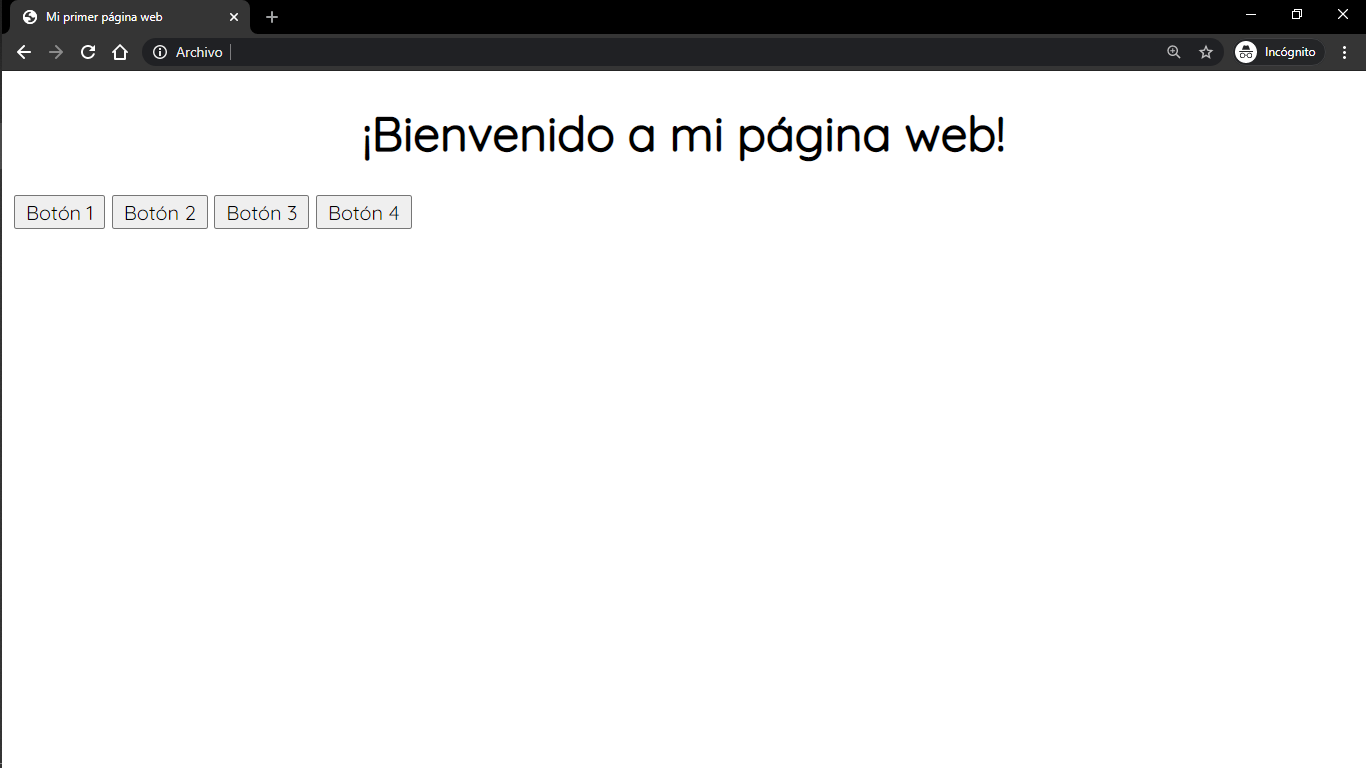 Mi primer página web
Archivo
Incógnito
¡Bienvenido a mi página web!
Botón 1 Botón 2 Botón 3 Botón 4